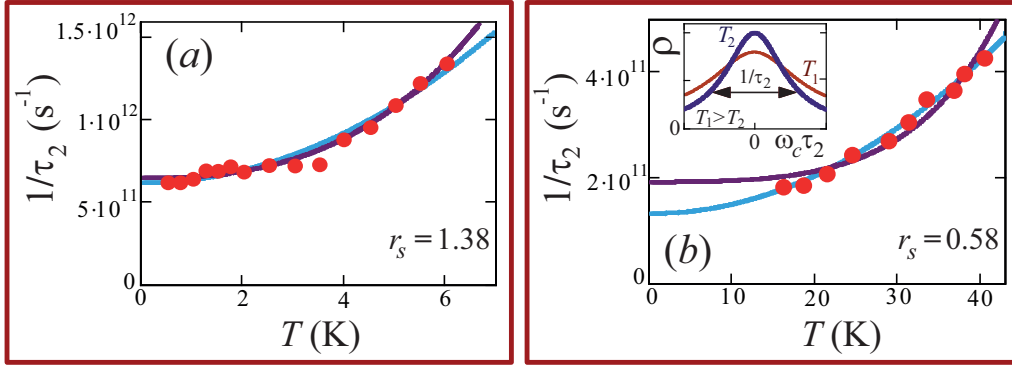 (a)
1/τ₂ (s⁻¹)
1.5·10¹²
1·10¹²
5·10¹¹
0
0 2 4 6
T (K)
r_s = 1.38
(b)
1/τ₂ (s⁻¹)
4·10¹¹
2·10¹¹
0
0 10 20 30 40
T (K)
r_s = 0.58
ρ
T₂
T₁
1/τ₂
T₁>T₂
0
0
ω_cτ₂